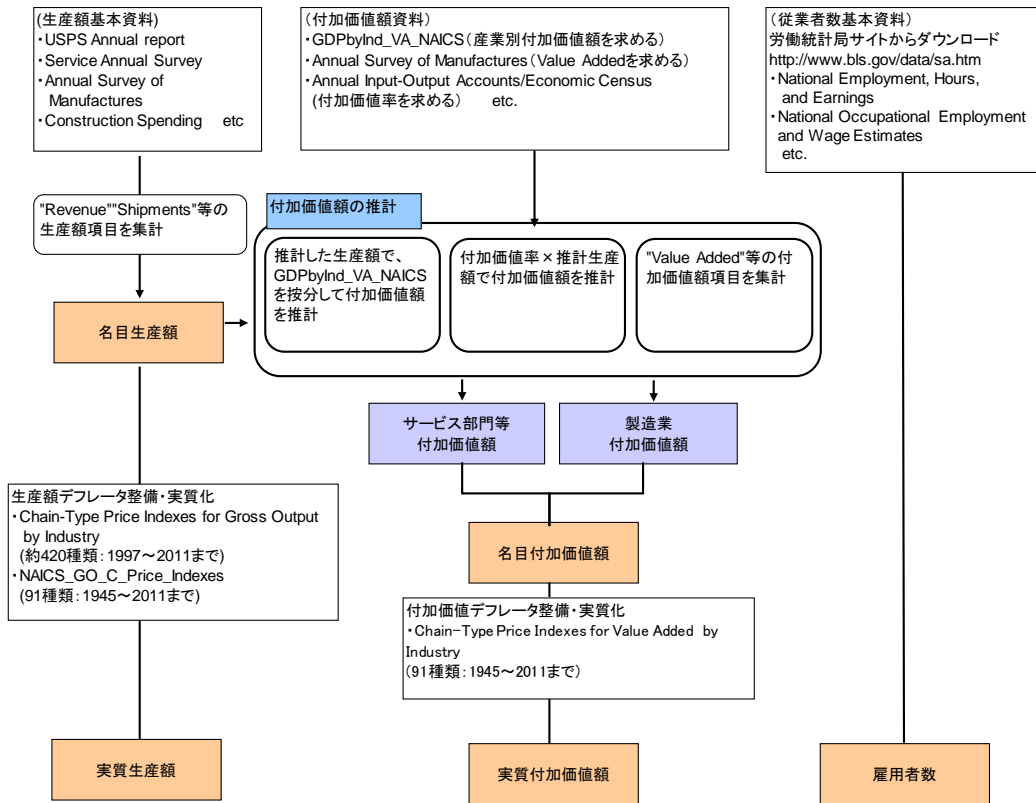 (生産額基本資料)
・USPS Annual report
・Service Annual Survey
・Annual Survey of
Manufactures
・Construction Spending etc
（付加価値額資料）
・GDPbyInd_VA_NAICS（産業別付加価値額を求める）
・Annual Survey of Manufactures（Value Addedを求める）
・Annual Input-Output Accounts/Economic Census
(付加価値率を求める） etc.
（従業者数基本資料）
労働統計局サイトからダウンロード
http://www.bls.gov/data/sa.htm
・National Employment, Hours,
and Earnings
・National Occupational Employment
and Wage Estimates
etc.
"Revenue""Shipments"等の
生産額項目を集計
付加価値額の推計
推計した生産額で、
GDPbyInd_VA_NAICS
を按分して付加価値額
を推計
付加価値率×推計生産
額で付加価値額を推計
"Value Added"等の付
加価値額項目を集計
名目生産額
サービス部門等
付加価値額
製造業
付加価値額
生産額デフレータ整備・実質化
・Chain-Type Price Indexes for Gross Output
by Industry
(約420種類：1997～2011まで)
・NAICS_GO_C_Price_Indexes
(91種類：1945～2011まで)
名目付加価値額
付加価値デフレータ整備・実質化
・Chain-Type Price Indexes for Value Added by
Industry
（91種類：1945～2011まで）
実質生産額
実質付加価値額
雇用者数